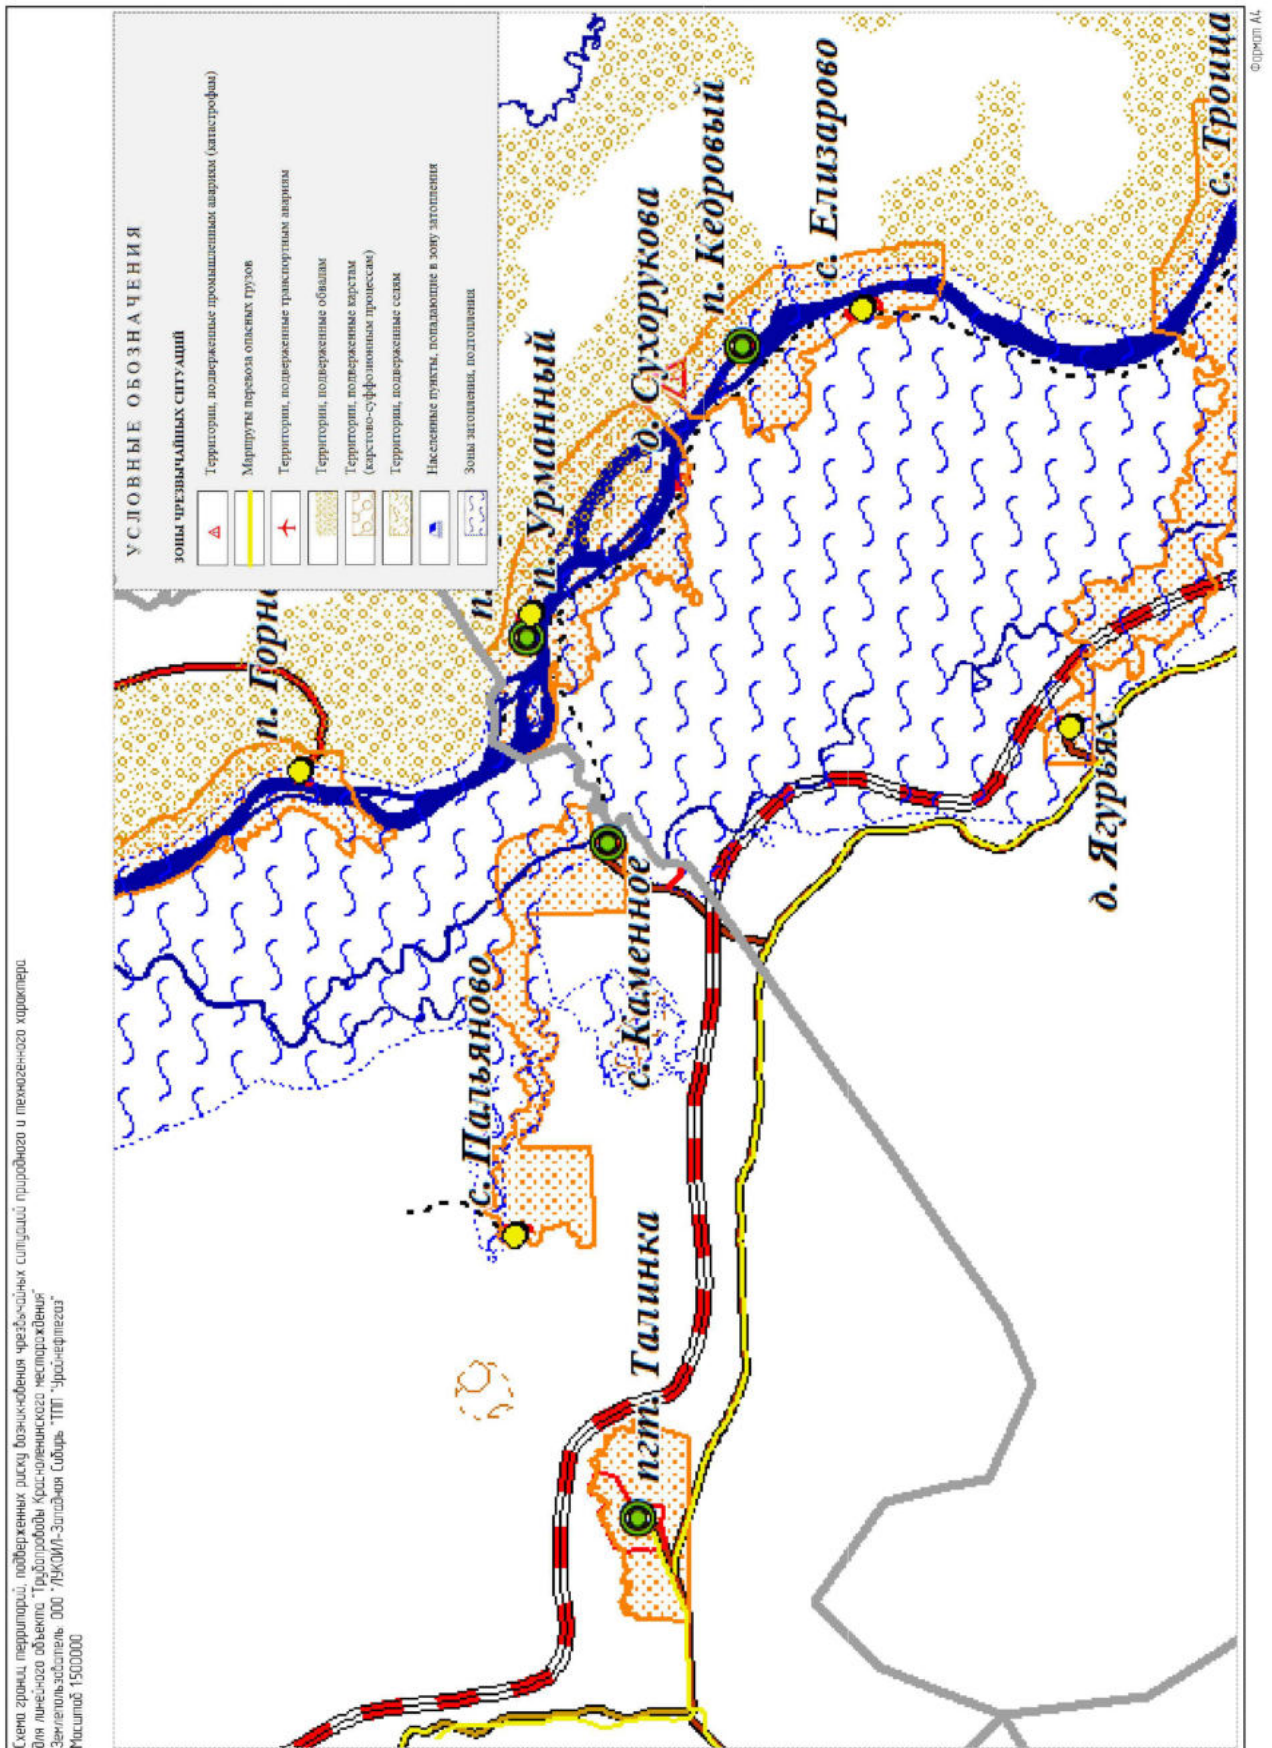 Схема границ территорий, подверженных риску возникновения чрезвычайных ситуаций природного и техногенного характера
для линейного объекта "Трубопроводы Красноленинского месторождения"
Землепользователь: ООО "ЛУКОЙЛ-Западная Сибирь "ТПП "Урайнефтегаз"
Масштаб 1:500000
УСЛОВНЫЕ ОБОЗНАЧЕНИЯ
ЗОНЫ ЧРЕЗВЫЧАЙНЫХ СИТУАЦИЙ
Территории, подверженные промышленным авариям (катастрофам)
Маршруты перевоза опасных грузов
Территории, подверженные транспортным авариям
Территории, подверженные обвалам
Территории, подверженные карстам
(карстово-суффозионным процессам)
Территории, подверженные селям
Населенные пункты, попадающие в зону затопления
Зоны затопления, подтопления
п. Горно
п.
п. Урманный
д. Сухорукова
п. Кедровый
с. Елизарово
с. Троица
с. Пальяново
с. Каменное
пгт. Талинка
д. Ягурьях
Формат А4